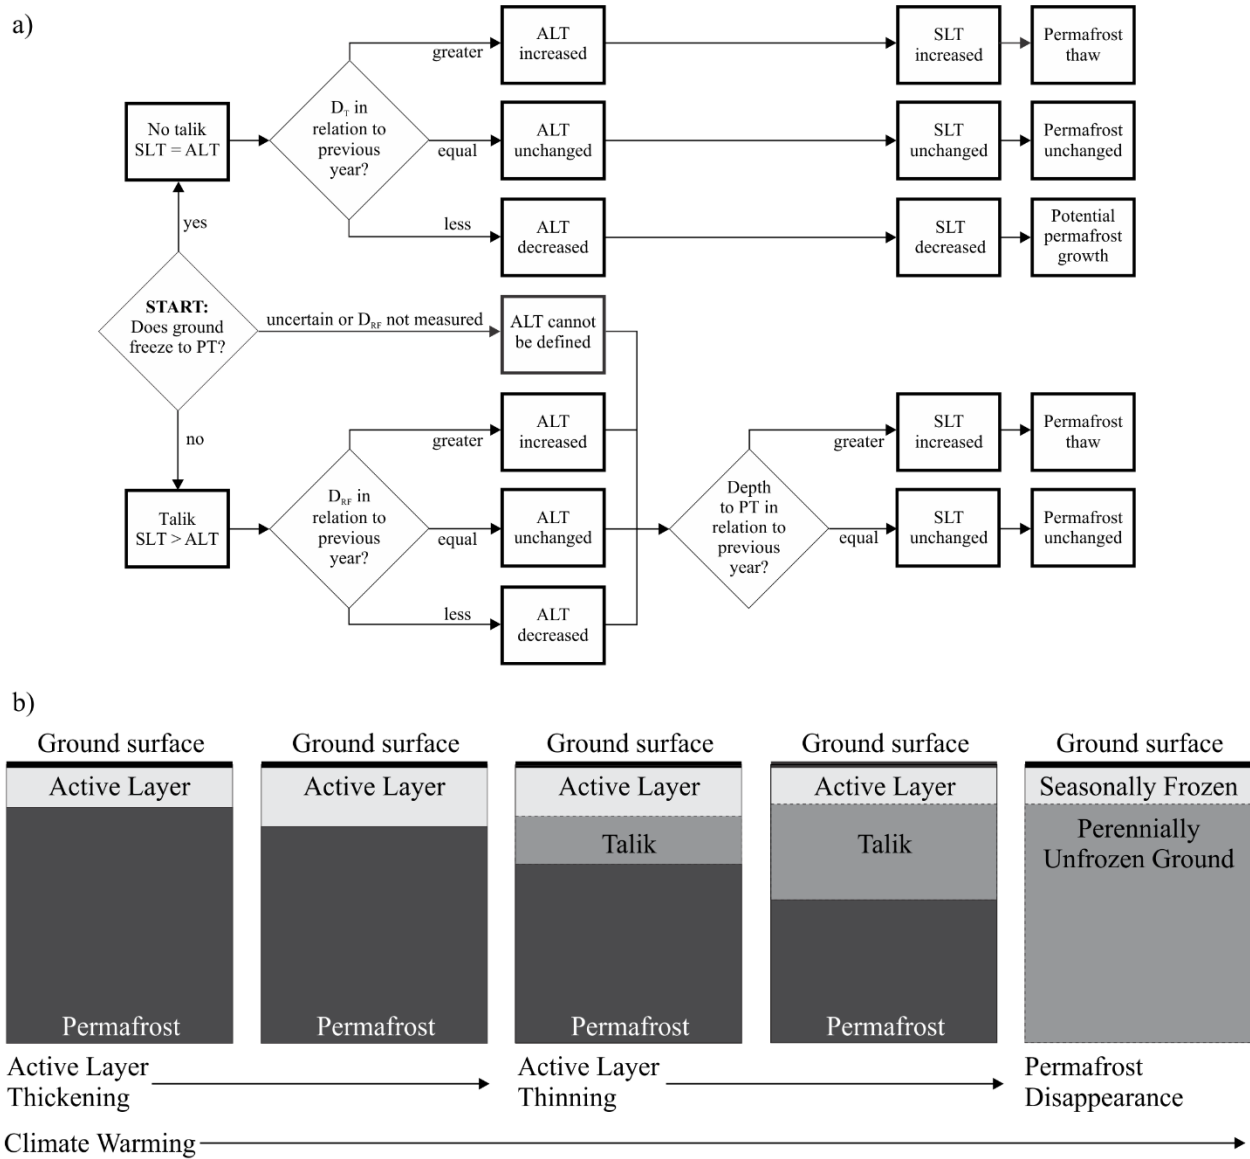 a)
ALT
increased
SLT
increased
Permafrost
thaw
greater
No talik
SLT = ALT
D_T in
relation to
previous
year?
equal
ALT
unchanged
SLT
unchanged
Permafrost
unchanged
less
ALT
decreased
SLT
decreased
Potential
permafrost
growth
yes
START:
Does ground
freeze to PT?
uncertain or D_RF not measured
ALT cannot
be defined
no
Talik
SLT > ALT
D_RF in
relation to
previous
year?
greater
ALT
increased
equal
ALT
unchanged
less
ALT
decreased
Depth
to PT in
relation to
previous
year?
greater
SLT
increased
Permafrost
thaw
equal
SLT
unchanged
Permafrost
unchanged
b)
Ground surface
Active Layer
Permafrost
Ground surface
Active Layer
Permafrost
Ground surface
Active Layer
Talik
Permafrost
Ground surface
Active Layer
Talik
Permafrost
Ground surface
Seasonally Frozen
Perennially
Unfrozen Ground
Active Layer
Thickening
Active Layer
Thinning
Permafrost
Disappearance
Climate Warming